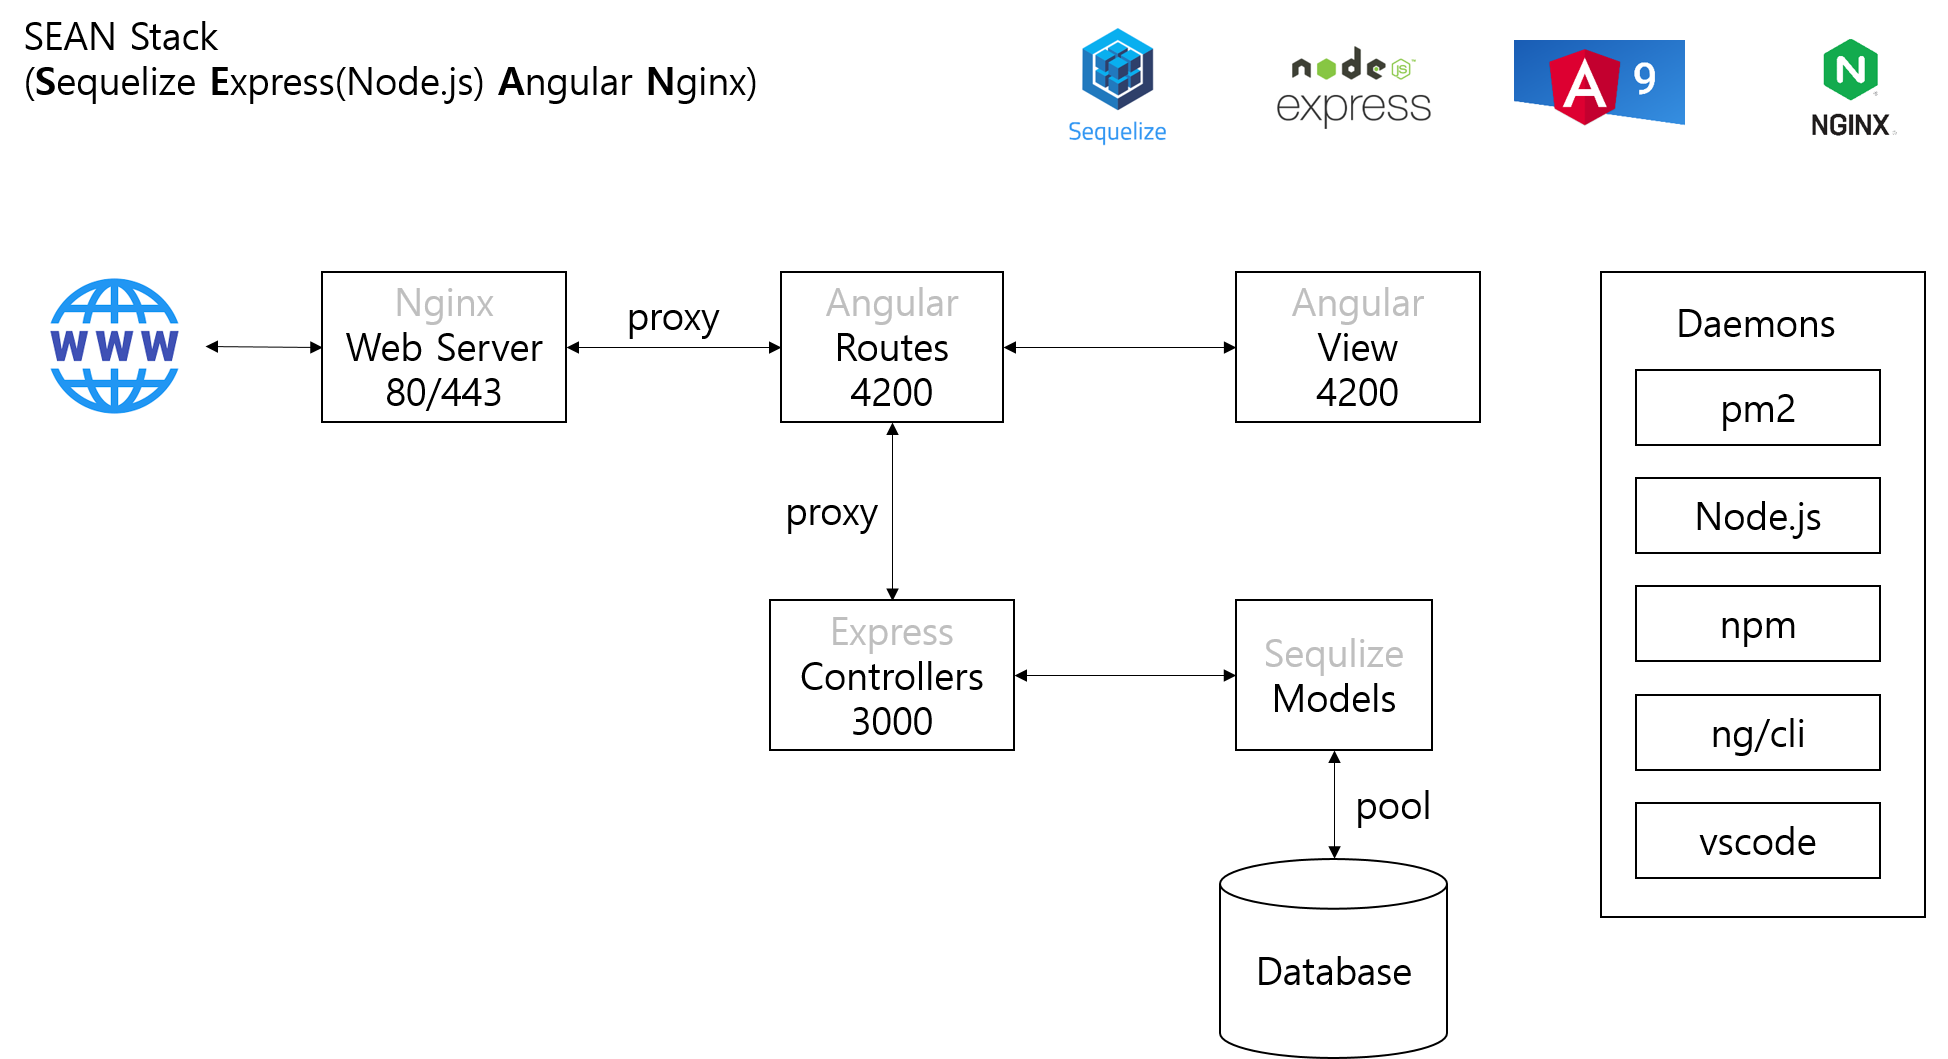 SEAN Stack
(Sequelize Express(Node.js) Angular Nginx)
Sequelize
node JS
express
A 9
N
NGINX
WWW
Nginx
Web Server
80/443
proxy
Angular
Routes
4200
Angular
View
4200
proxy
Express
Controllers
3000
Sequlize
Models
pool
Database
Daemons
pm2
Node.js
npm
ng/cli
vscode